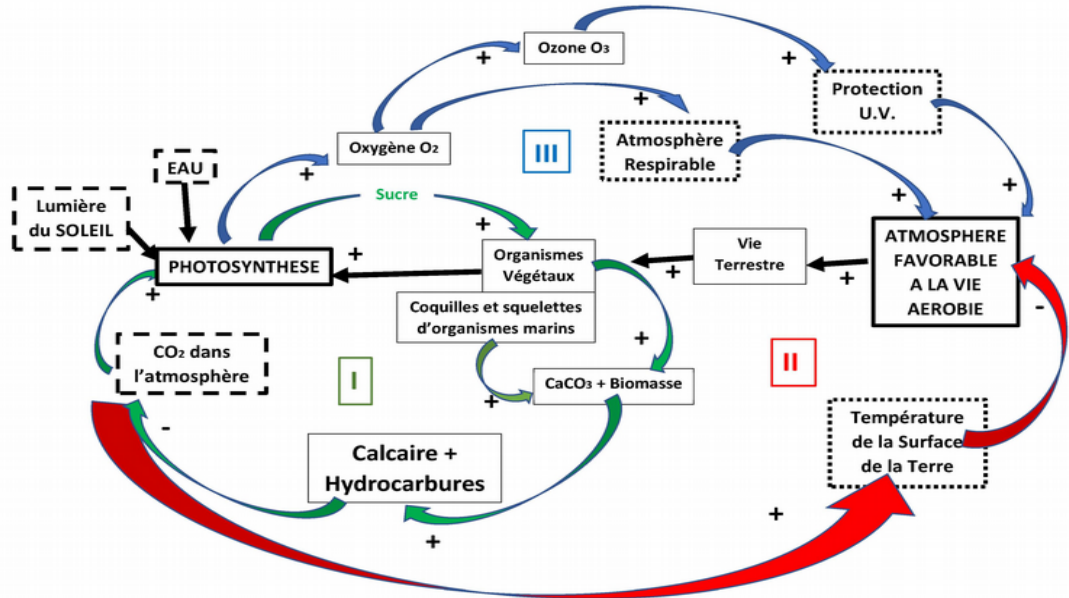 Ozone O₃
+
+
Protection
U.V.
+
Oxygène O₂
+
III
Atmosphère
Respirable
+
+
EAU
Sucre
Lumière
du SOLEIL
+
PHOTOSYNTHESE
+
Organismes
Végétaux
+
Vie
Terrestre
+
ATMOSPHERE
FAVORABLE
A LA VIE
AEROBIE
+
Coquilles et squelettes
d’organismes marins
-
CO₂ dans
l’atmosphère
I
+
II
CaCO₃ + Biomasse
+
-
Température
de la Surface
de la Terre
Calcaire +
Hydrocarbures
+
+